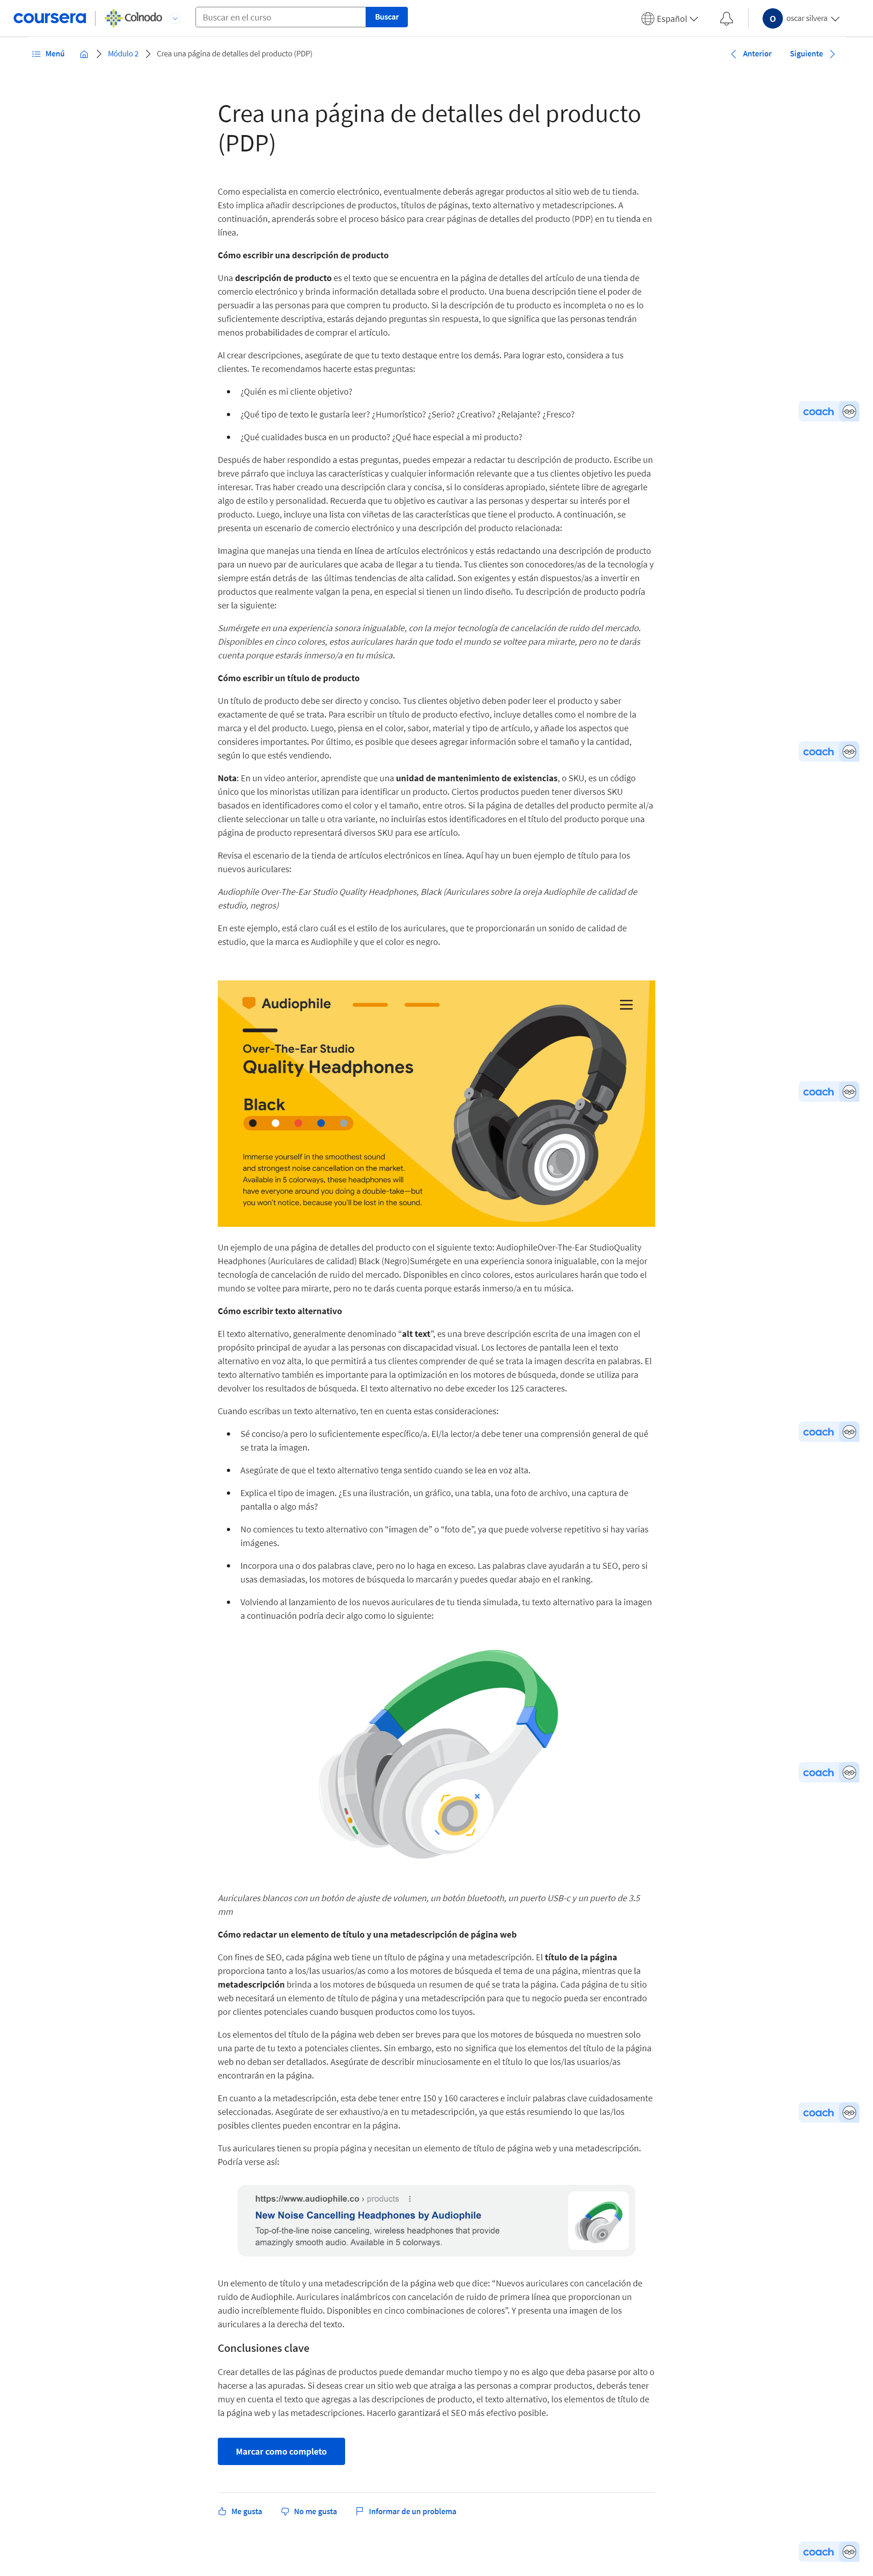 coursera
Colnodo
Buscar en el curso
Buscar
Español
O
oscar silvera
Menú
Módulo 2
Crea una página de detalles del producto (PDP)
Anterior
Siguiente
Crea una página de detalles del producto
(PDP)
Como especialista en comercio electrónico, eventualmente deberás agregar productos al sitio web de tu tienda.
Esto implica añadir descripciones de productos, títulos de páginas, texto alternativo y metadescripciones. A
continuación, aprenderás sobre el proceso básico para crear páginas de detalles del producto (PDP) en tu tienda en
línea.
Cómo escribir una descripción de producto
Una descripción de producto es el texto que se encuentra en la página de detalles del artículo de una tienda de
comercio electrónico y brinda información detallada sobre el producto. Una buena descripción tiene el poder de
persuadir a las personas para que compren tu producto. Si la descripción de tu producto es incompleta o no es lo
suficientemente descriptiva, estarás dejando preguntas sin respuesta, lo que significa que las personas tendrán
menos probabilidades de comprar el artículo.
Al crear descripciones, asegúrate de que tu texto destaque entre los demás. Para lograr esto, considera a tus
clientes. Te recomendamos hacerte estas preguntas:
¿Quién es mi cliente objetivo?
coach
¿Qué tipo de texto le gustaría leer? ¿Humorístico? ¿Serio? ¿Creativo? ¿Relajante? ¿Fresco?
¿Qué cualidades busca en un producto? ¿Qué hace especial a mi producto?
Después de haber respondido a estas preguntas, puedes empezar a redactar tu descripción de producto. Escribe un
breve párrafo que incluya las características y cualquier información relevante que a tus clientes objetivo les pueda
interesar. Tras haber creado una descripción clara y concisa, si lo consideras apropiado, siéntete libre de agregarle
algo de estilo y personalidad. Recuerda que tu objetivo es cautivar a las personas y despertar su interés por el
producto. Luego, incluye una lista con viñetas de las características que tiene el producto. A continuación, se
presenta un escenario de comercio electrónico y una descripción del producto relacionada:
Imagina que manejas una tienda en línea de artículos electrónicos y estás redactando una descripción de producto
para un nuevo par de auriculares que acaba de llegar a tu tienda. Tus clientes son conocedores/as de la tecnología y
siempre están detrás de  las últimas tendencias de alta calidad. Son exigentes y están dispuestos/as a invertir en
productos que realmente valgan la pena, en especial si tienen un lindo diseño. Tu descripción de producto podría
ser la siguiente:
Sumérgete en una experiencia sonora inigualable, con la mejor tecnología de cancelación de ruido del mercado.
Disponibles en cinco colores, estos auriculares harán que todo el mundo se voltee para mirarte, pero no te darás
cuenta porque estarás inmerso/a en tu música.
Cómo escribir un título de producto
Un título de producto debe ser directo y conciso. Tus clientes objetivo deben poder leer el producto y saber
exactamente de qué se trata. Para escribir un título de producto efectivo, incluye detalles como el nombre de la
marca y el del producto. Luego, piensa en el color, sabor, material y tipo de artículo, y añade los aspectos que
consideres importantes. Por último, es posible que desees agregar información sobre el tamaño y la cantidad,
coach
según lo que estés vendiendo.
Nota: En un video anterior, aprendiste que una unidad de mantenimiento de existencias, o SKU, es un código
único que los minoristas utilizan para identificar un producto. Ciertos productos pueden tener diversos SKU
basados en identificadores como el color y el tamaño, entre otros. Si la página de detalles del producto permite al/a
cliente seleccionar un talle u otra variante, no incluirías estos identificadores en el título del producto porque una
página de producto representará diversos SKU para ese artículo.
Revisa el escenario de la tienda de artículos electrónicos en línea. Aquí hay un buen ejemplo de título para los
nuevos auriculares:
Audiophile Over-The-Ear Studio Quality Headphones, Black (Auriculares sobre la oreja Audiophile de calidad de
estudio, negros)
En este ejemplo, está claro cuál es el estilo de los auriculares, que te proporcionarán un sonido de calidad de
estudio, que la marca es Audiophile y que el color es negro.
Audiophile
Over-The-Ear Studio
Quality Headphones
coach
Black
Immerse yourself in the smoothest sound
and strongest noise cancellation on the market.
Available in 5 colorways, these headphones will
have everyone around you doing a double-take—but
you won't notice, because you'll be lost in the sound.
Un ejemplo de una página de detalles del producto con el siguiente texto: AudiophileOver-The-Ear StudioQuality
Headphones (Auriculares de calidad) Black (Negro)Sumérgete en una experiencia sonora inigualable, con la mejor
tecnología de cancelación de ruido del mercado. Disponibles en cinco colores, estos auriculares harán que todo el
mundo se voltee para mirarte, pero no te darás cuenta porque estarás inmerso/a en tu música.
Cómo escribir texto alternativo
El texto alternativo, generalmente denominado “alt text”, es una breve descripción escrita de una imagen con el
propósito principal de ayudar a las personas con discapacidad visual. Los lectores de pantalla leen el texto
alternativo en voz alta, lo que permitirá a tus clientes comprender de qué se trata la imagen descrita en palabras. El
texto alternativo también es importante para la optimización en los motores de búsqueda, donde se utiliza para
devolver los resultados de búsqueda. El texto alternativo no debe exceder los 125 caracteres.
Cuando escribas un texto alternativo, ten en cuenta estas consideraciones:
Sé conciso/a pero lo suficientemente específico/a. El/la lector/a debe tener una comprensión general de qué
coach
se trata la imagen.
Asegúrate de que el texto alternativo tenga sentido cuando se lea en voz alta.
Explica el tipo de imagen. ¿Es una ilustración, un gráfico, una tabla, una foto de archivo, una captura de
pantalla o algo más?
No comiences tu texto alternativo con “imagen de” o “foto de”, ya que puede volverse repetitivo si hay varias
imágenes.
Incorpora una o dos palabras clave, pero no lo haga en exceso. Las palabras clave ayudarán a tu SEO, pero si
usas demasiadas, los motores de búsqueda lo marcarán y puedes quedar abajo en el ranking.
Volviendo al lanzamiento de los nuevos auriculares de tu tienda simulada, tu texto alternativo para la imagen
a continuación podría decir algo como lo siguiente:
coach
Auriculares blancos con un botón de ajuste de volumen, un botón bluetooth, un puerto USB-c y un puerto de 3.5
mm
Cómo redactar un elemento de título y una metadescripción de página web
Con fines de SEO, cada página web tiene un título de página y una metadescripción. El título de la página
proporciona tanto a los/las usuarios/as como a los motores de búsqueda el tema de una página, mientras que la
metadescripción brinda a los motores de búsqueda un resumen de qué se trata la página. Cada página de tu sitio
web necesitará un elemento de título de página y una metadescripción para que tu negocio pueda ser encontrado
por clientes potenciales cuando busquen productos como los tuyos.
Los elementos del título de la página web deben ser breves para que los motores de búsqueda no muestren solo
una parte de tu texto a potenciales clientes. Sin embargo, esto no significa que los elementos del título de la página
web no deban ser detallados. Asegúrate de describir minuciosamente en el título lo que los/las usuarios/as
encontrarán en la página.
En cuanto a la metadescripción, esta debe tener entre 150 y 160 caracteres e incluir palabras clave cuidadosamente
seleccionadas. Asegúrate de ser exhaustivo/a en tu metadescripción, ya que estás resumiendo lo que las/los
coach
posibles clientes pueden encontrar en la página.
Tus auriculares tienen su propia página y necesitan un elemento de título de página web y una metadescripción.
Podría verse así:
https://www.audiophile.co › products
New Noise Cancelling Headphones by Audiophile
Top-of-the-line noise canceling, wireless headphones that provide
amazingly smooth audio. Available in 5 colorways.
Un elemento de título y una metadescripción de la página web que dice: “Nuevos auriculares con cancelación de
ruido de Audiophile. Auriculares inalámbricos con cancelación de ruido de primera línea que proporcionan un
audio increíblemente fluido. Disponibles en cinco combinaciones de colores”. Y presenta una imagen de los
auriculares a la derecha del texto.
Conclusiones clave
Crear detalles de las páginas de productos puede demandar mucho tiempo y no es algo que deba pasarse por alto o
hacerse a las apuradas. Si deseas crear un sitio web que atraiga a las personas a comprar productos, deberás tener
muy en cuenta el texto que agregas a las descripciones de producto, el texto alternativo, los elementos de título de
la página web y las metadescripciones. Hacerlo garantizará el SEO más efectivo posible.
Marcar como completo
Me gusta
No me gusta
Informar de un problema
coach